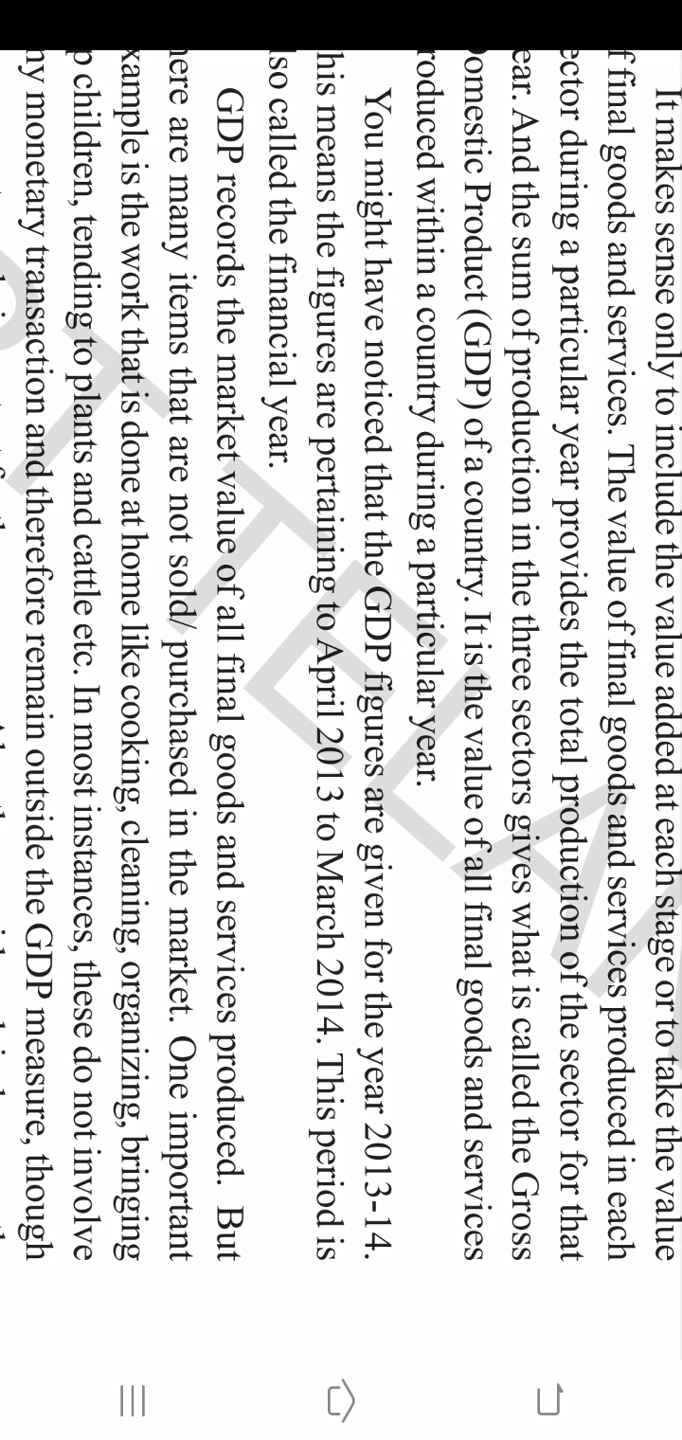 It makes sense only to include the value added at each stage or to take the value
f final goods and services. The value of final goods and services produced in each
ector during a particular year provides the total production of the sector for that
ear. And the sum of production in the three sectors gives what is called the Gross
omestic Product (GDP) of a country. It is the value of all final goods and services
roduced within a country during a particular year.
You might have noticed that the GDP figures are given for the year 2013-14.
his means the figures are pertaining to April 2013 to March 2014. This period is
lso called the financial year.
GDP records the market value of all final goods and services produced. But
here are many items that are not sold/ purchased in the market. One important
xample is the work that is done at home like cooking, cleaning, organizing, bringing
p children, tending to plants and cattle etc. In most instances, these do not involve
ny monetary transaction and therefore remain outside the GDP measure, though